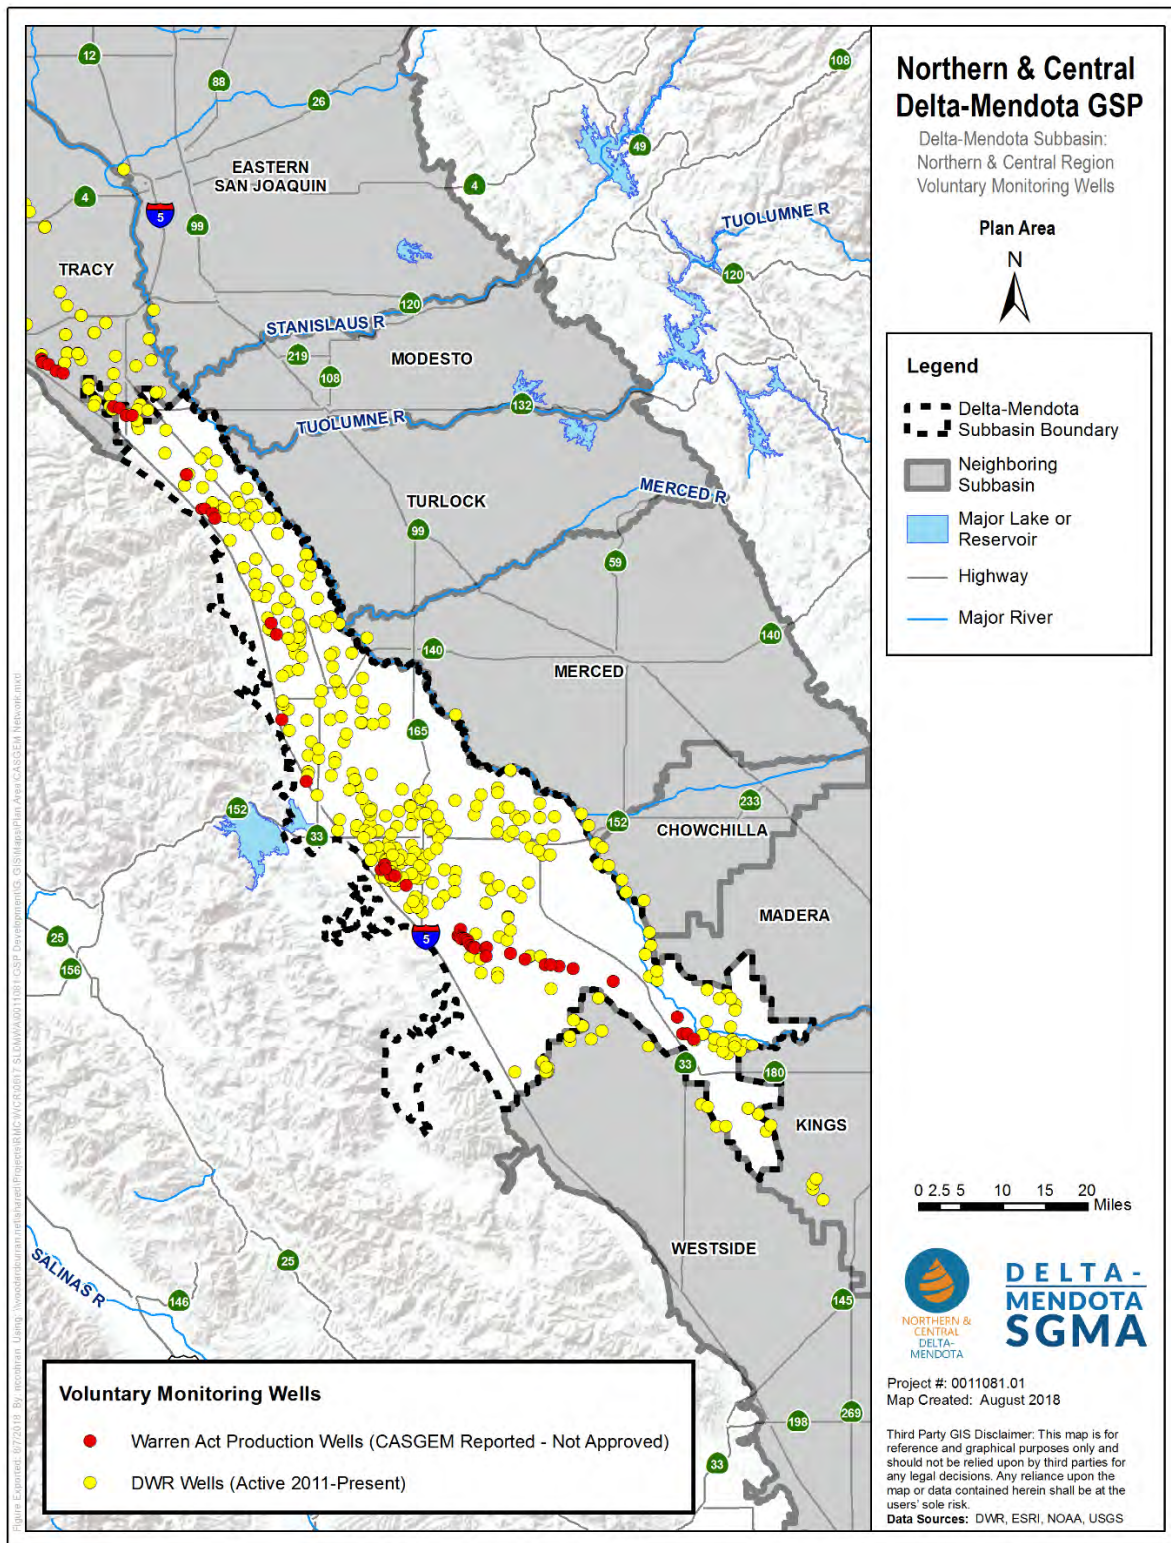 Northern & Central
Delta-Mendota GSP
Delta-Mendota Subbasin:
Northern & Central Region
Voluntary Monitoring Wells
Plan Area
N
Legend
Delta-Mendota
Subbasin Boundary
Neighboring
Subbasin
Major Lake or
Reservoir
Highway
Major River
0 2.5 5 10 15 20
Miles
NORTHERN &
CENTRAL
DELTA-
MENDOTA
DELTA-
MENDOTA
SGMA
Project #: 0011081.01
Map Created: August 2018
Third Party GIS Disclaimer: This map is for
reference and graphical purposes only and
should not be relied upon by third parties for
any legal decisions. Any reliance upon the
map or data contained herein shall be at the
users' sole risk.
Data Sources: DWR, ESRI, NOAA, USGS
12
88
26
108
49
EASTERN
SAN JOAQUIN
4
4
5
99
TUOLUMNE R
TRACY
120
120
STANISLAUS R
219
MODESTO
108
132
TUOLUMNE R
MERCED R
TURLOCK
99
59
140
140
MERCED
165
152
233
33
152
CHOWCHILLA
MADERA
25
5
156
33
180
KINGS
WESTSIDE
SALINAS R
25
146
145
198
269
33
Voluntary Monitoring Wells
Warren Act Production Wells (CASGEM Reported - Not Approved)
DWR Wells (Active 2011-Present)